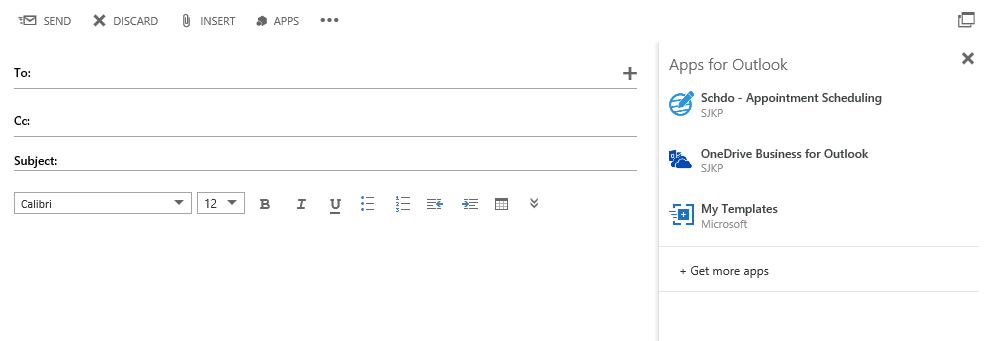 SEND DISCARD INSERT APPS •••
To:
Cc:
Subject:
Calibri 12 B I U
Apps for Outlook
Schdo - Appointment Scheduling
SJKP
OneDrive Business for Outlook
SJKP
My Templates
Microsoft
+ Get more apps